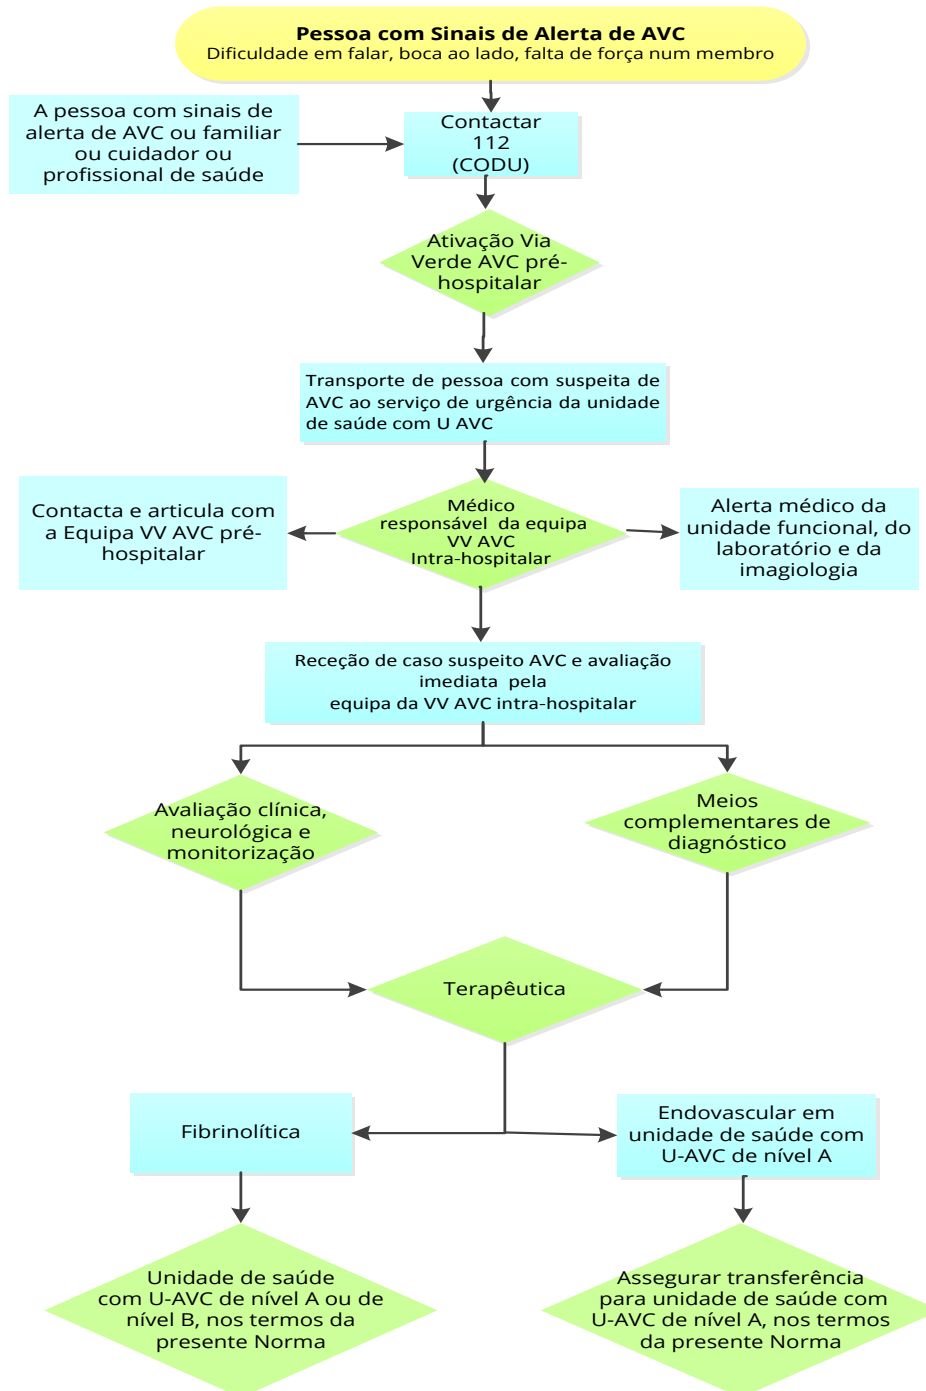 Pessoa com Sinais de Alerta de AVC
Dificuldade em falar, boca ao lado, falta de força num membro
A pessoa com sinais de
alerta de AVC ou familiar
ou cuidador ou
profissional de saúde
Contactar
112
(CODU)
Ativação Via
Verde AVC pré-
hospitalar
Transporte de pessoa com suspeita de
AVC ao serviço de urgência da unidade
de saúde com U AVC
Contacta e articula com
a Equipa VV AVC pré-
hospitalar
Médico
responsável da equipa
VV AVC
Intra-hospitalar
Alerta médico da
unidade funcional, do
laboratório e da
imagiologia
Receção de caso suspeito AVC e avaliação
imediata pela
equipa da VV AVC intra-hospitalar
Avaliação clínica,
neurológica e
monitorização
Meios
complementares de
diagnóstico
Terapêutica
Fibrinolítica
Endovascular em
unidade de saúde com
U-AVC de nível A
Unidade de saúde
com U-AVC de nível A ou de
nível B, nos termos da
presente Norma
Assegurar transferência
para unidade de saúde com
U-AVC de nível A, nos termos
da presente Norma